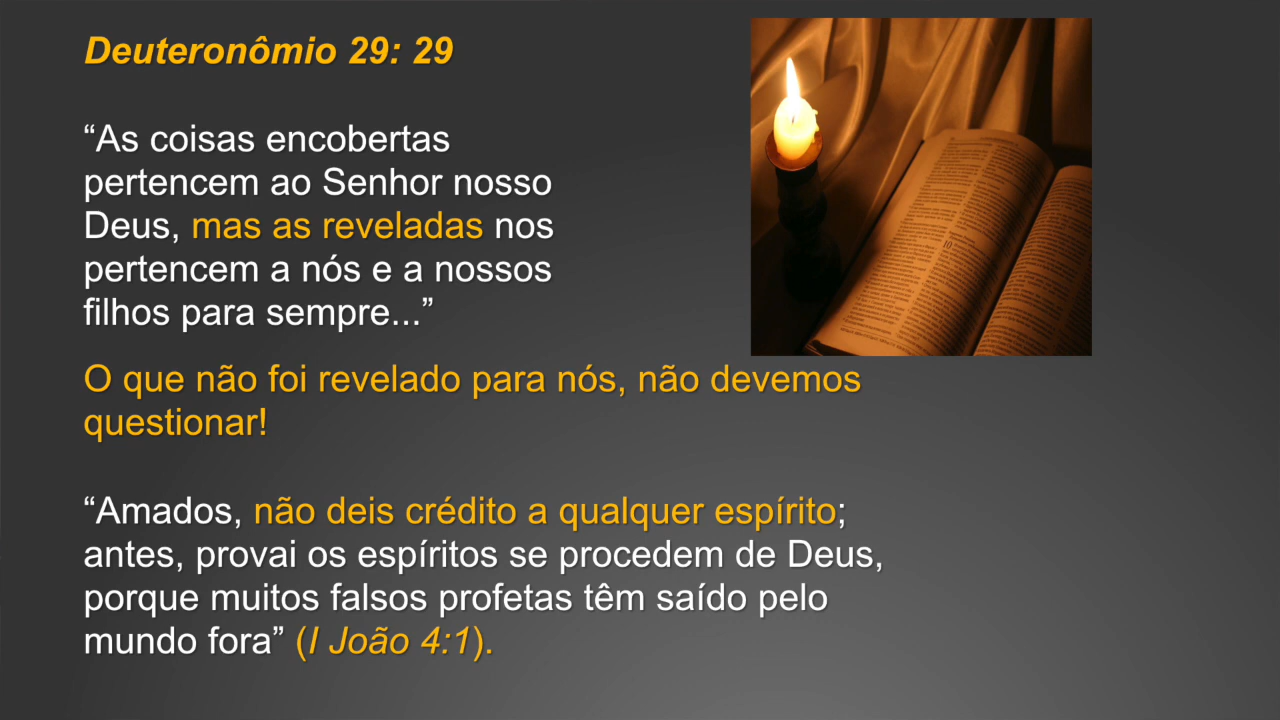 Deuteronômio 29: 29
“As coisas encobertas
pertencem ao Senhor nosso
Deus, mas as reveladas nos
pertencem a nós e a nossos
filhos para sempre...”
O que não foi revelado para nós, não devemos
questionar!
“Amados, não deis crédito a qualquer espírito;
antes, provai os espíritos se procedem de Deus,
porque muitos falsos profetas têm saído pelo
mundo fora” (I João 4:1).